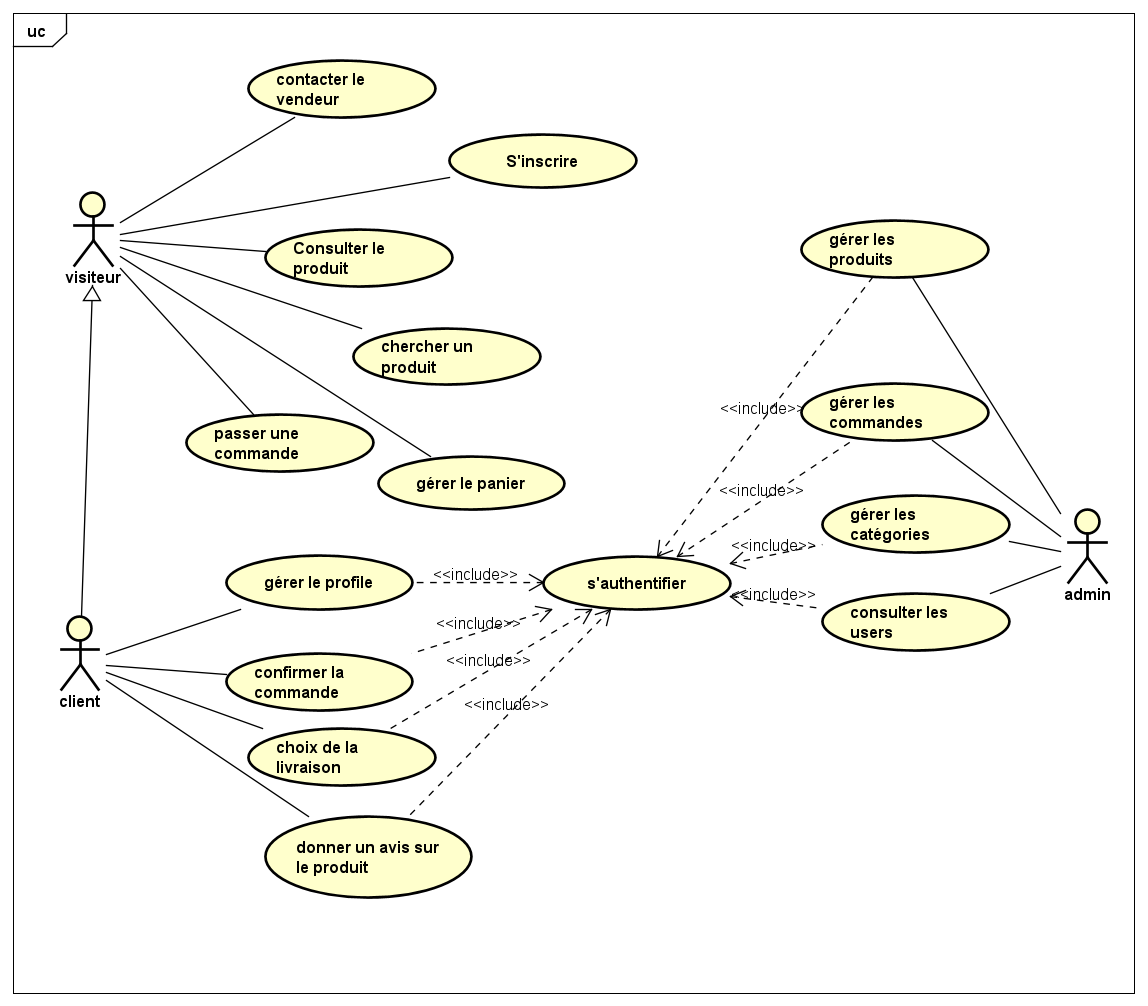 uc
contacter le
vendeur
S'inscrire
visiteur
Consulter le
produit
chercher un
produit
passer une
commande
gérer le panier
gérer les
produits
<<include>>
gérer les
commandes
<<include>>
gérer les
catégories
<<include>>
consulter les
users
<<include>>
admin
s'authentifier
gérer le profile
<<include>>
client
confirmer la
commande
<<include>>
choix de la
livraison
<<include>>
donner un avis sur
le produit
<<include>>